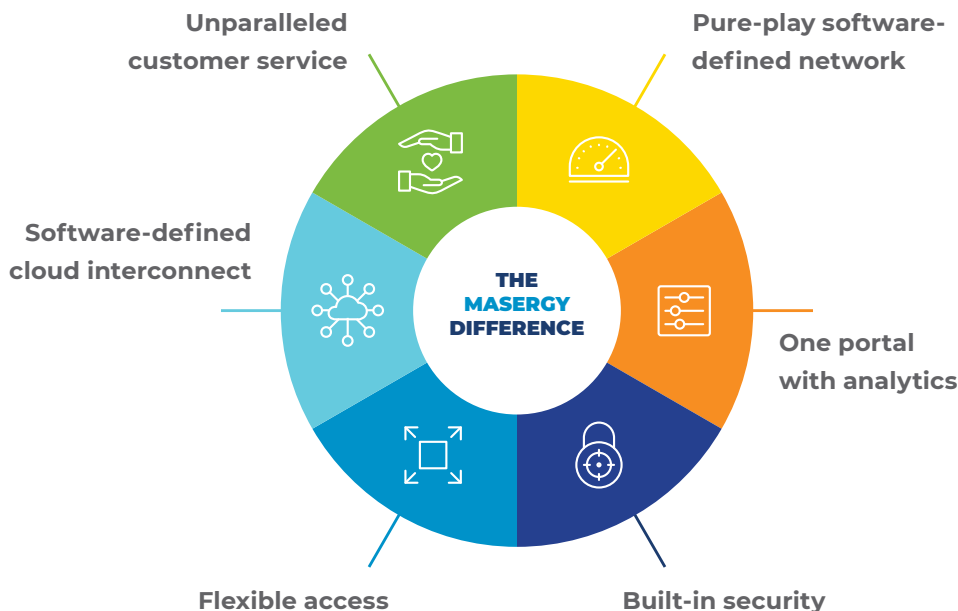 Unparalleled
customer service
Pure-play software-
defined network
Software-defined
cloud interconnect
THE
MASERGY
DIFFERENCE
One portal
with analytics
Flexible access
Built-in security